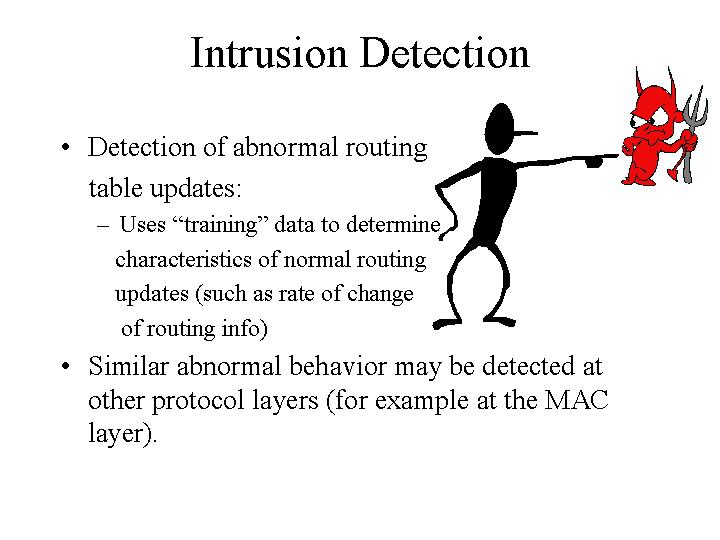 Intrusion Detection
• Detection of abnormal routing
table updates:
– Uses “training” data to determine
characteristics of normal routing
updates (such as rate of change
of routing info)
• Similar abnormal behavior may be detected at
other protocol layers (for example at the MAC
layer).